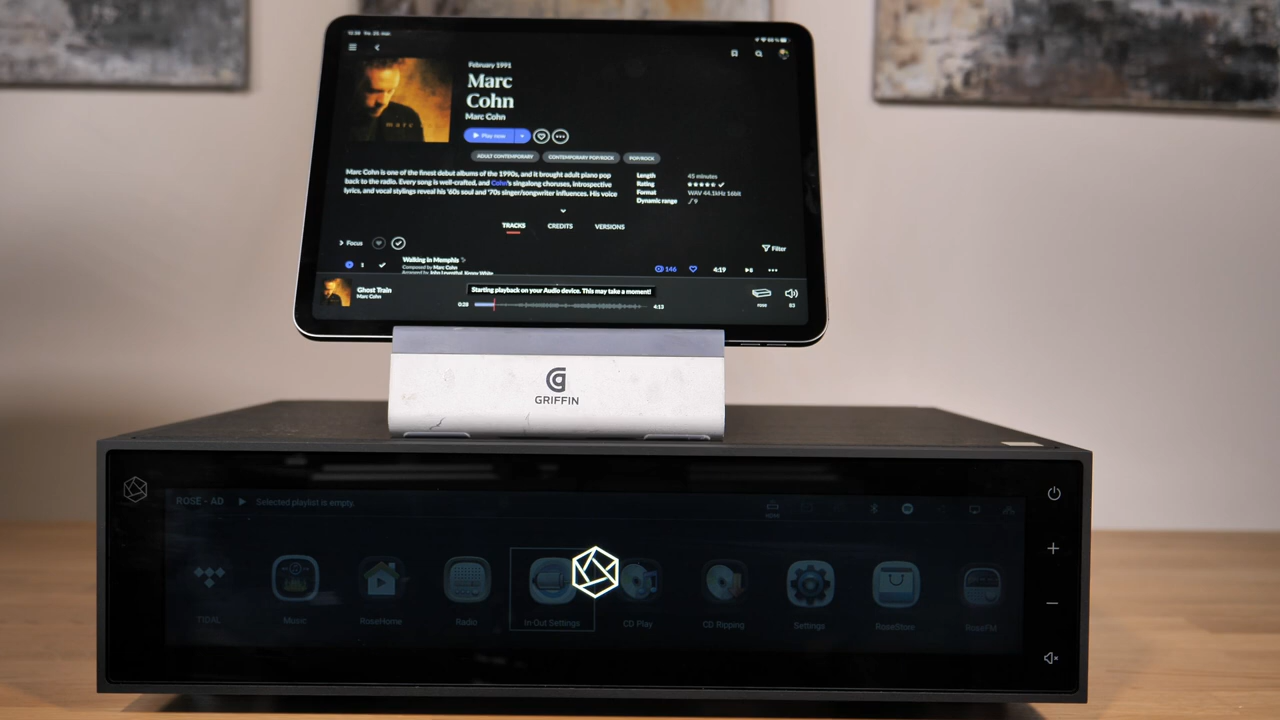 February 1991
Marc
Cohn
Marc Cohn
Play now
ADULT CONTEMPORARY CONTEMPORARY POP/ROCK POP/ROCK
Marc Cohn is one of the finest debut albums of the 1990s, and it brought adult piano pop
back to the radio. Every song is well-crafted, and Cohn's singalong choruses, introspective
lyrics, and vocal stylings reveal his '60s soul and '70s singer/songwriter influences. His voice
Length 45 minutes
Rating
Format WAV 44.1kHz 16bit
Dynamic range 9
TRACKS CREDITS VERSIONS
Focus
Filter
1 Walking in Memphis 146 4:19
Composed by Marc Cohn
Ghost Train
Marc Cohn
Starting playback on your Audio device. This may take a moment!
0:28 4:13
rose 83
GRIFFIN
ROSE - AD Selected playlist is empty.
TIDAL Music RoseHome Radio In Out Settings CD Play CD Ripping Settings RoseStore RoseFM